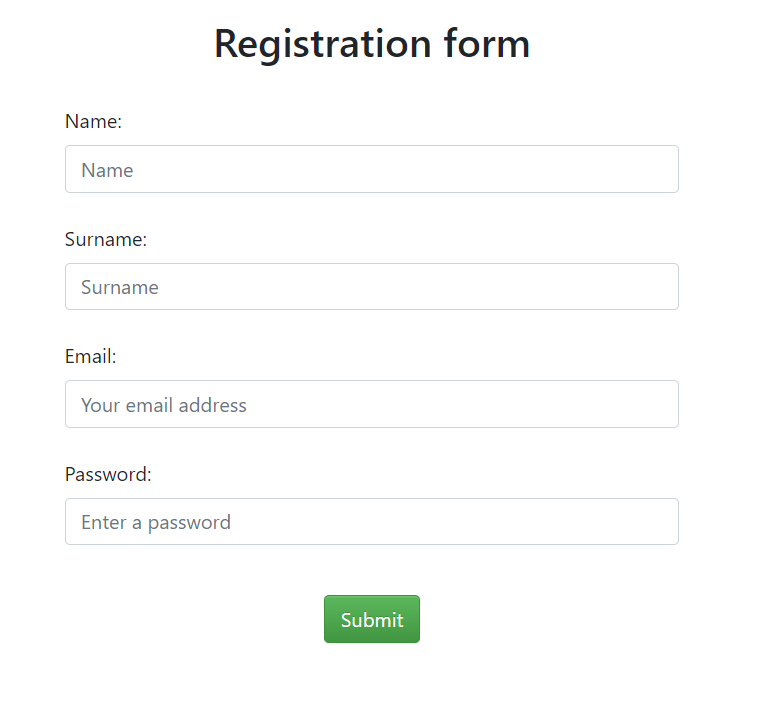 Registration form
Name:
Name
Surname:
Surname
Email:
Your email address
Password:
Enter a password
Submit